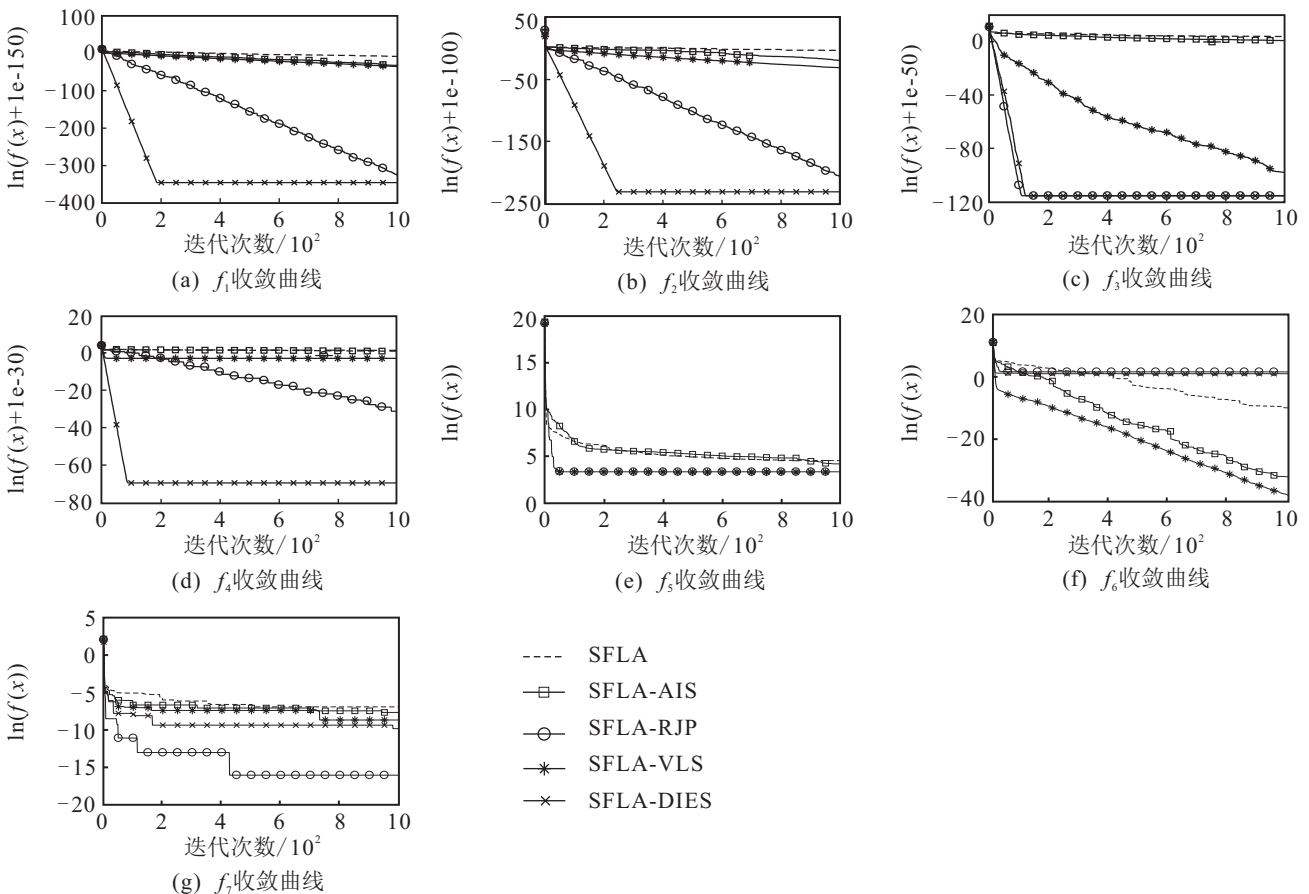 ln(f(x)+1e-150)
100
0
−100
−200
−300
−400
0 2 4 6 8 10
迭代次数/10²
(a) f₁收敛曲线
ln(f(x)+1e-100)
50
−50
−150
−250
0 2 4 6 8 10
迭代次数/10²
(b) f₂收敛曲线
ln(f(x)+1e-50)
0
−40
−80
−120
0 2 4 6 8 10
迭代次数/10²
(c) f₃收敛曲线
ln(f(x)+1e-30)
20
0
−20
−40
−60
−80
0 2 4 6 8 10
迭代次数/10²
(d) f₄收敛曲线
ln(f(x))
20
15
10
5
0
0 2 4 6 8 10
迭代次数/10²
(e) f₅收敛曲线
ln(f(x))
20
0
−20
−40
0 2 4 6 8 10
迭代次数/10²
(f) f₆收敛曲线
ln(f(x))
5
0
−5
−10
−15
−20
0 2 4 6 8 10
迭代次数/10²
(g) f₇收敛曲线
SFLA
SFLA-AIS
SFLA-RJP
SFLA-VLS
SFLA-DIES